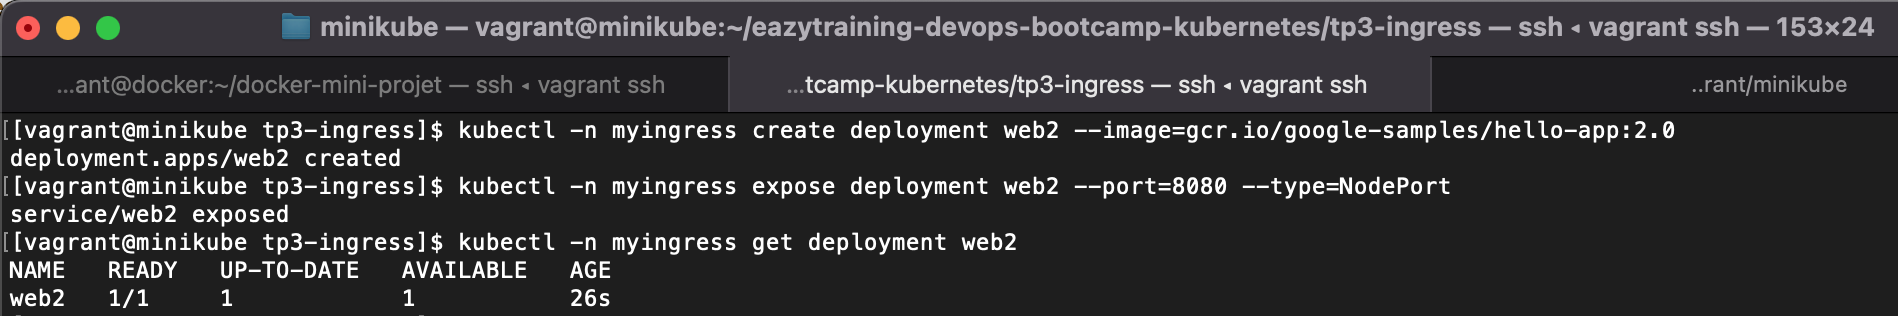 minikube — vagrant@minikube:~/eazytraining-devops-bootcamp-kubernetes/tp3-ingress — ssh ◂ vagrant ssh — 153×24
...ant@docker:~/docker-mini-projet — ssh ◂ vagrant ssh
...tcamp-kubernetes/tp3-ingress — ssh ◂ vagrant ssh
..rant/minikube
[[vagrant@minikube tp3-ingress]$ kubectl -n myingress create deployment web2 --image=gcr.io/google-samples/hello-app:2.0
deployment.apps/web2 created
[[vagrant@minikube tp3-ingress]$ kubectl -n myingress expose deployment web2 --port=8080 --type=NodePort
service/web2 exposed
[[vagrant@minikube tp3-ingress]$ kubectl -n myingress get deployment web2
NAME   READY   UP-TO-DATE   AVAILABLE   AGE
web2   1/1     1            1           26s